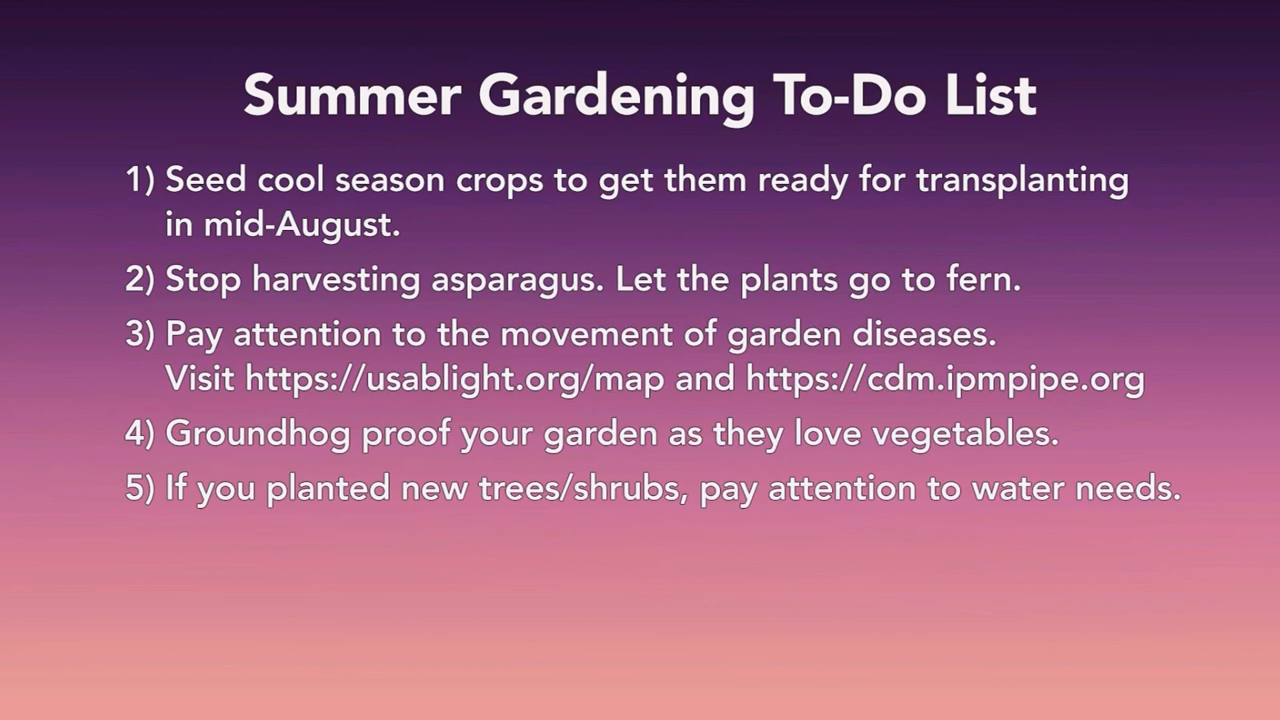 Summer Gardening To-Do List
1) Seed cool season crops to get them ready for transplanting
in mid-August.
2) Stop harvesting asparagus. Let the plants go to fern.
3) Pay attention to the movement of garden diseases.
Visit https://usablight.org/map and https://cdm.ipmpipe.org
4) Groundhog proof your garden as they love vegetables.
5) If you planted new trees/shrubs, pay attention to water needs.